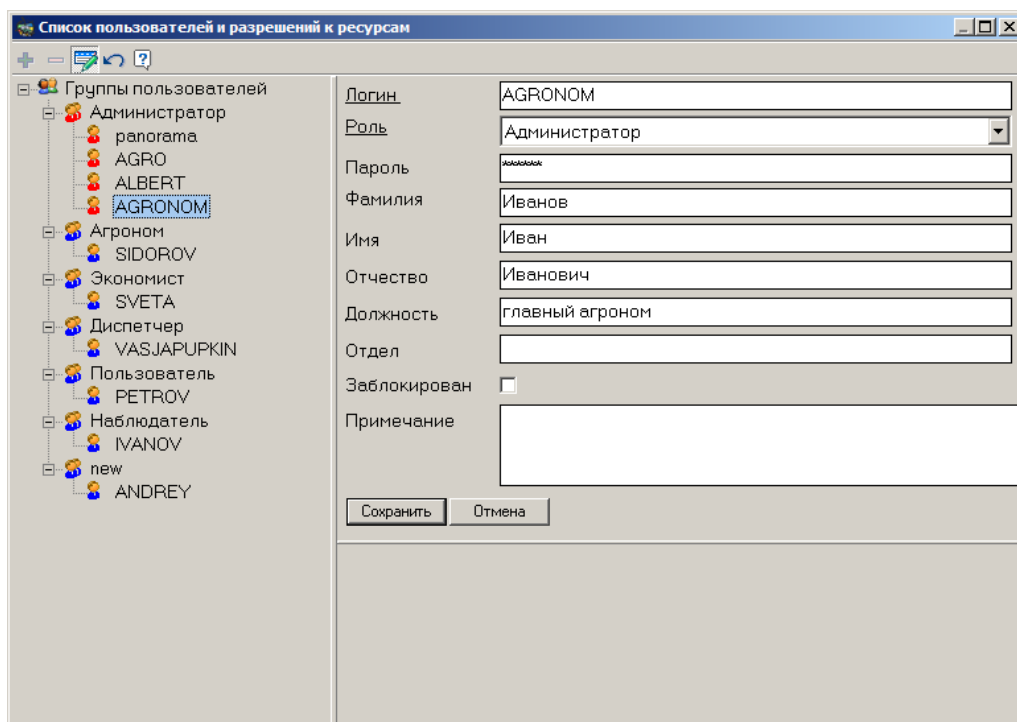 Список пользователей и разрешений к ресурсам
Группы пользователей
Администратор
panorama
AGRO
ALBERT
AGRONOM
Агроном
SIDOROV
Экономист
SVETA
Диспетчер
VASJAPUPKIN
Пользователь
PETROV
Наблюдатель
IVANOV
new
ANDREY
Логин AGRONOM
Роль Администратор
Пароль ******
Фамилия Иванов
Имя Иван
Отчество Иванович
Должность главный агроном
Отдел
Заблокирован
Примечание
Сохранить Отмена